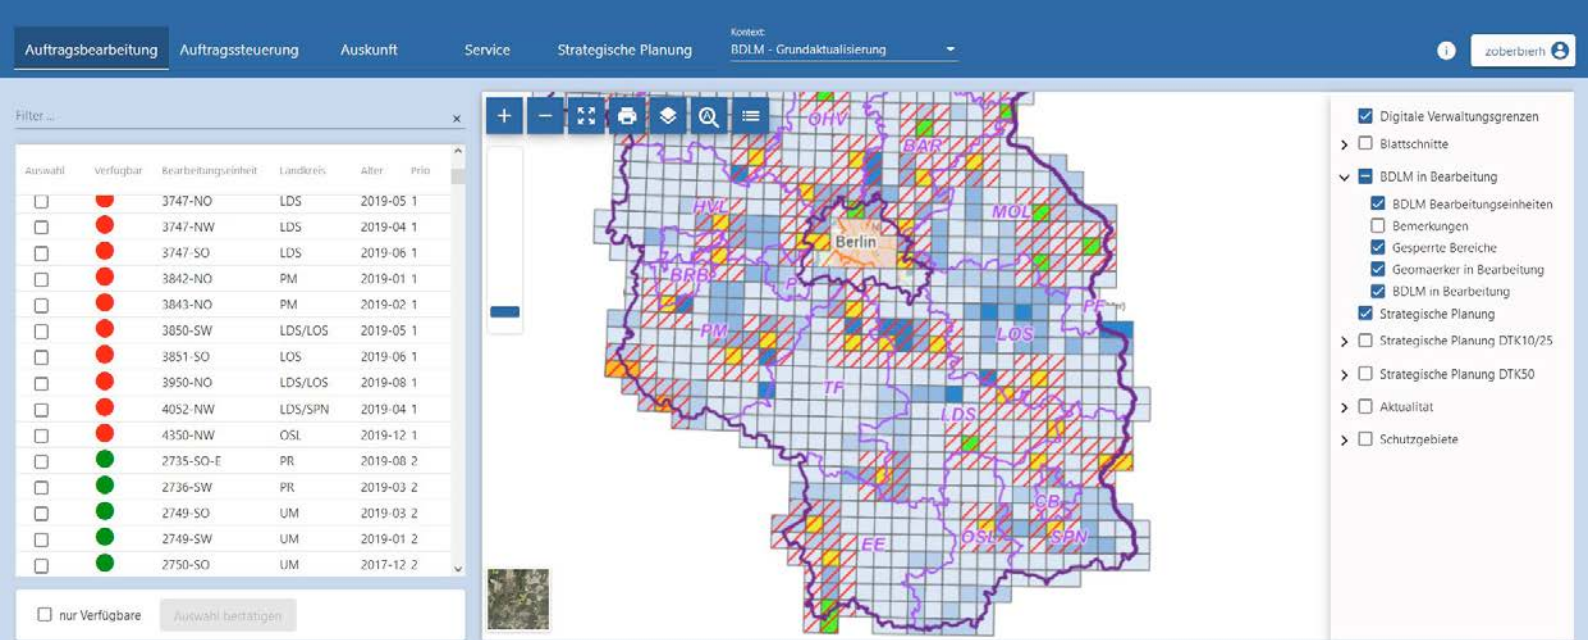 Kontext:
Auftragsbearbeitung Auftragssteuerung Auskunft Service Strategische Planung BDLM - Grundaktualisierung
i zoberbierh
Filter ... ×
Auswahl Verfügbar Bearbeitungseinheit Landkreis Alter Prio
3747-NO LDS 2019-05 1
3747-NW LDS 2019-04 1
3747-SO LDS 2019-06 1
3842-NO PM 2019-01 1
3843-NO PM 2019-02 1
3850-SW LDS/LOS 2019-05 1
3851-SO LOS 2019-06 1
3950-NO LDS/LOS 2019-08 1
4052-NW LDS/SPN 2019-04 1
4350-NW OSL 2019-12 1
2735-SO-E PR 2019-08 2
2736-SW PR 2019-03 2
2749-SO UM 2019-03 2
2749-SW UM 2019-01 2
2750-SO UM 2017-12 2
nur Verfügbare Auswahl bestätigen
+ − A
OHV
BAR
HVL
MOL
Berlin
BRB
P
PF
PM
LOS
TF
LDS
CB
OSL
SPN
EE
Digitale Verwaltungsgrenzen
Blattschnitte
BDLM in Bearbeitung
BDLM Bearbeitungseinheiten
Bemerkungen
Gesperrte Bereiche
Geomaerker in Bearbeitung
BDLM in Bearbeitung
Strategische Planung
Strategische Planung DTK10/25
Strategische Planung DTK50
Aktualität
Schutzgebiete